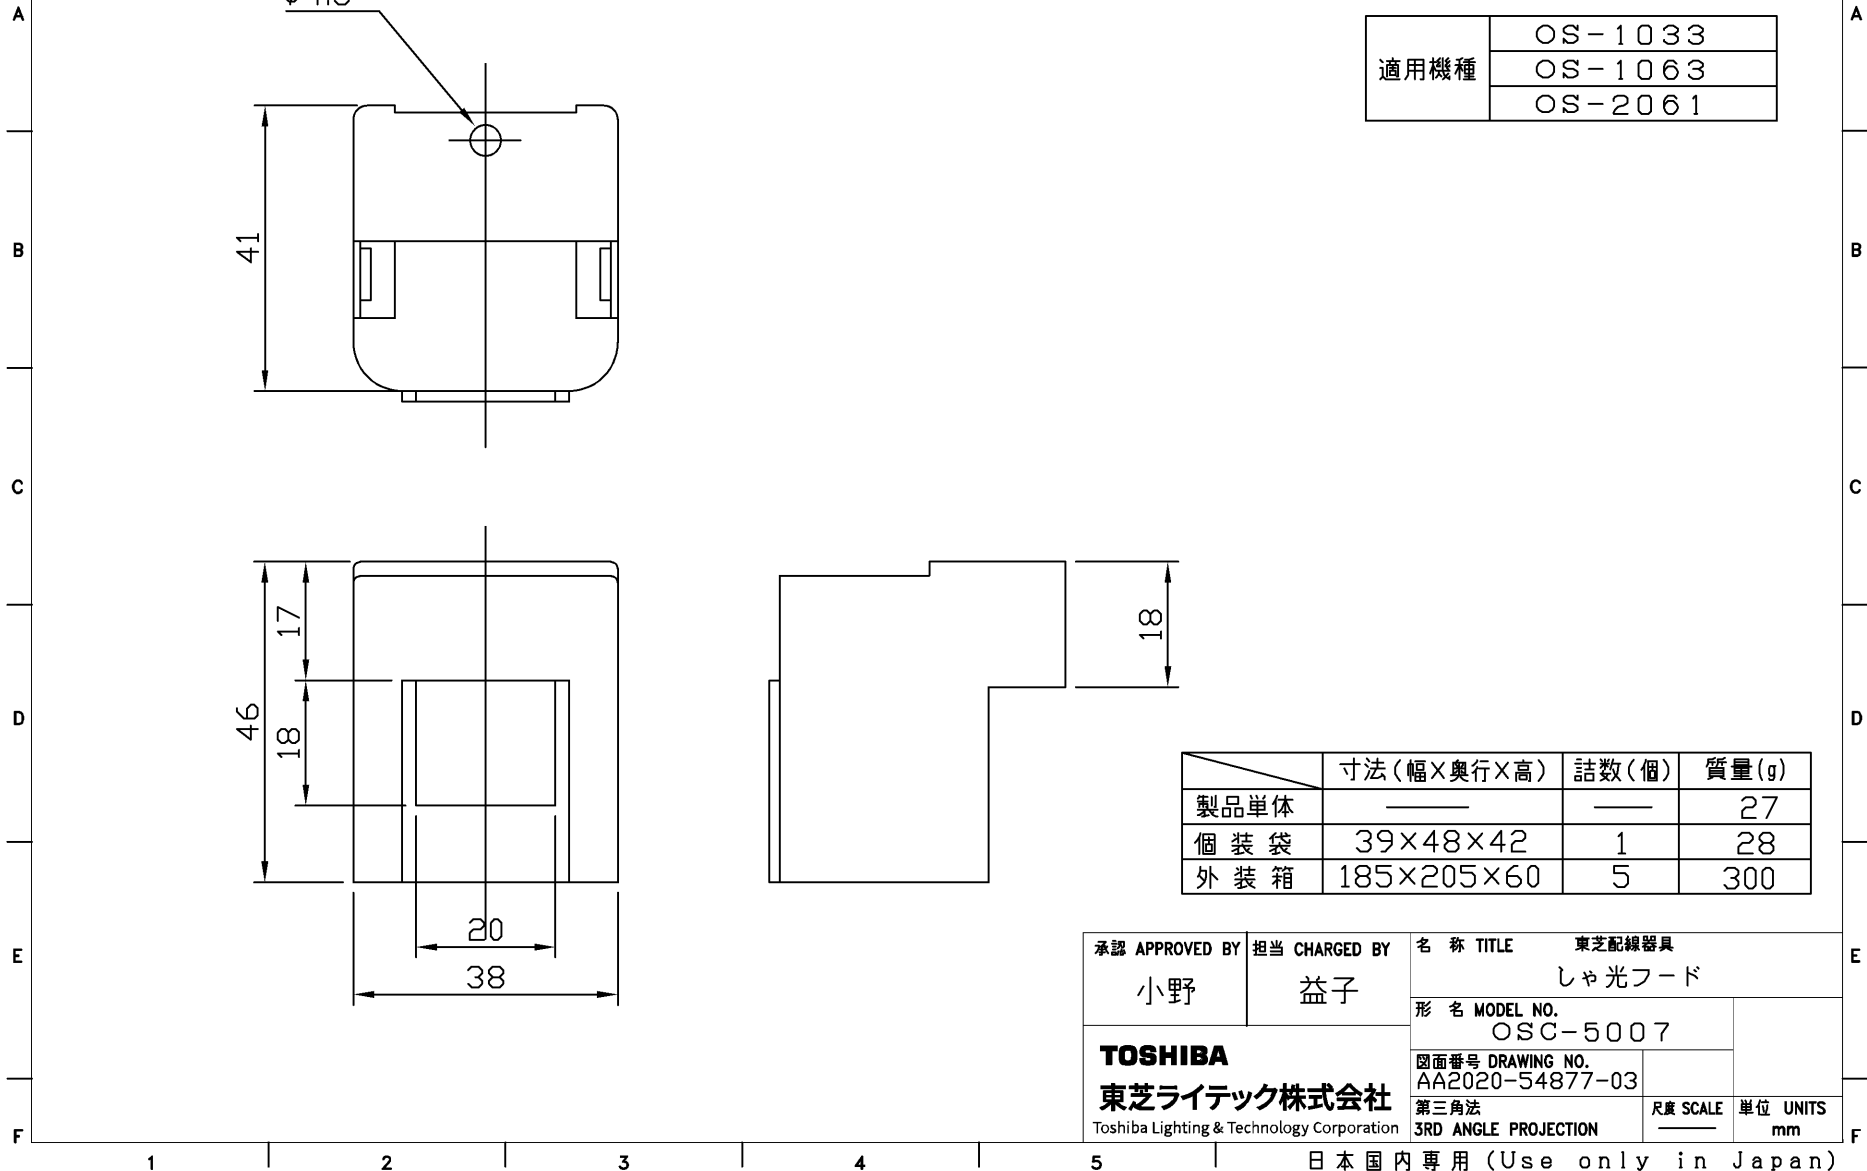 A
A
適用機種
OS-1033
OS-1063
OS-2061
B
B
41
C
C
17
18
46
18
D
D
20
38
寸法(幅×奥行×高) 詰数(個) 質量(g)
製品単体 ── ── 27
個装袋 39×48×42 1 28
外装箱 185×205×60 5 300
E
E
承認 APPROVED BY
小野
担当 CHARGED BY
益子
名 称 TITLE 東芝配線器具
しゃ光フード
形 名 MODEL NO.
OSC-5007
図面番号 DRAWING NO.
AA2020-54877-03
TOSHIBA
東芝ライテック株式会社
Toshiba Lighting & Technology Corporation
第三角法
3RD ANGLE PROJECTION
尺度 SCALE
──
単位 UNITS
mm
F
F
1 2 3 4 5
日本国内専用(Use only in Japan)